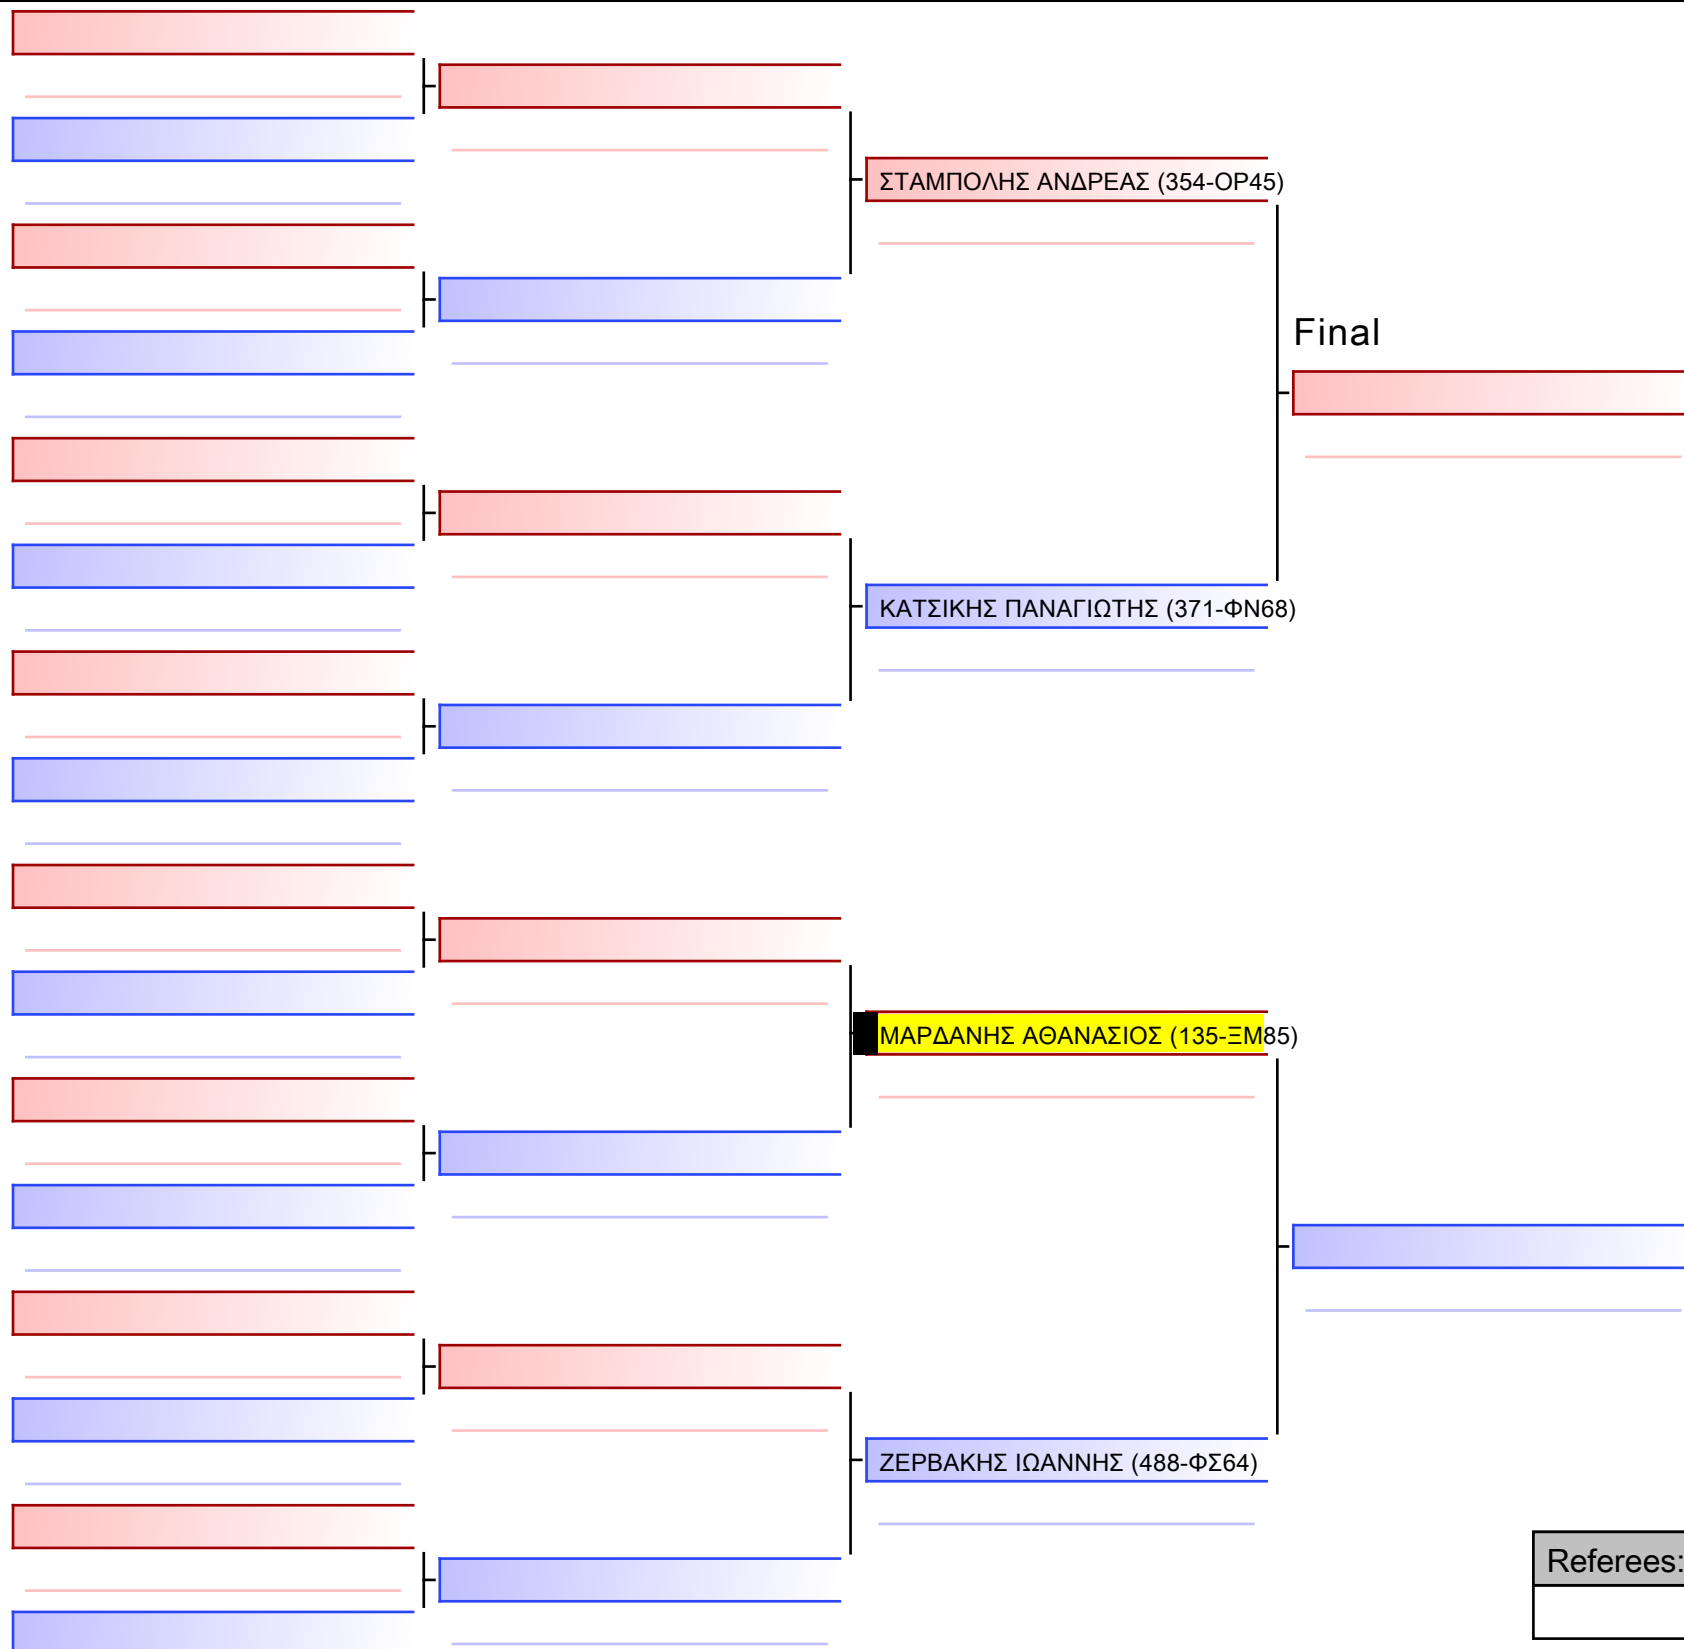 ΣΤΑΜΠΟΛΗΣ ΑΝΔΡΕΑΣ (354-ΟΡ45)
Final
ΚΑΤΣΙΚΗΣ ΠΑΝΑΓΙΩΤΗΣ (371-ΦΝ68)
ΜΑΡΔΑΝΗΣ ΑΘΑΝΑΣΙΟΣ (135-ΞΜ85)
ΖΕΡΒΑΚΗΣ ΙΩΑΝΝΗΣ (488-ΦΣ64)
Referees: